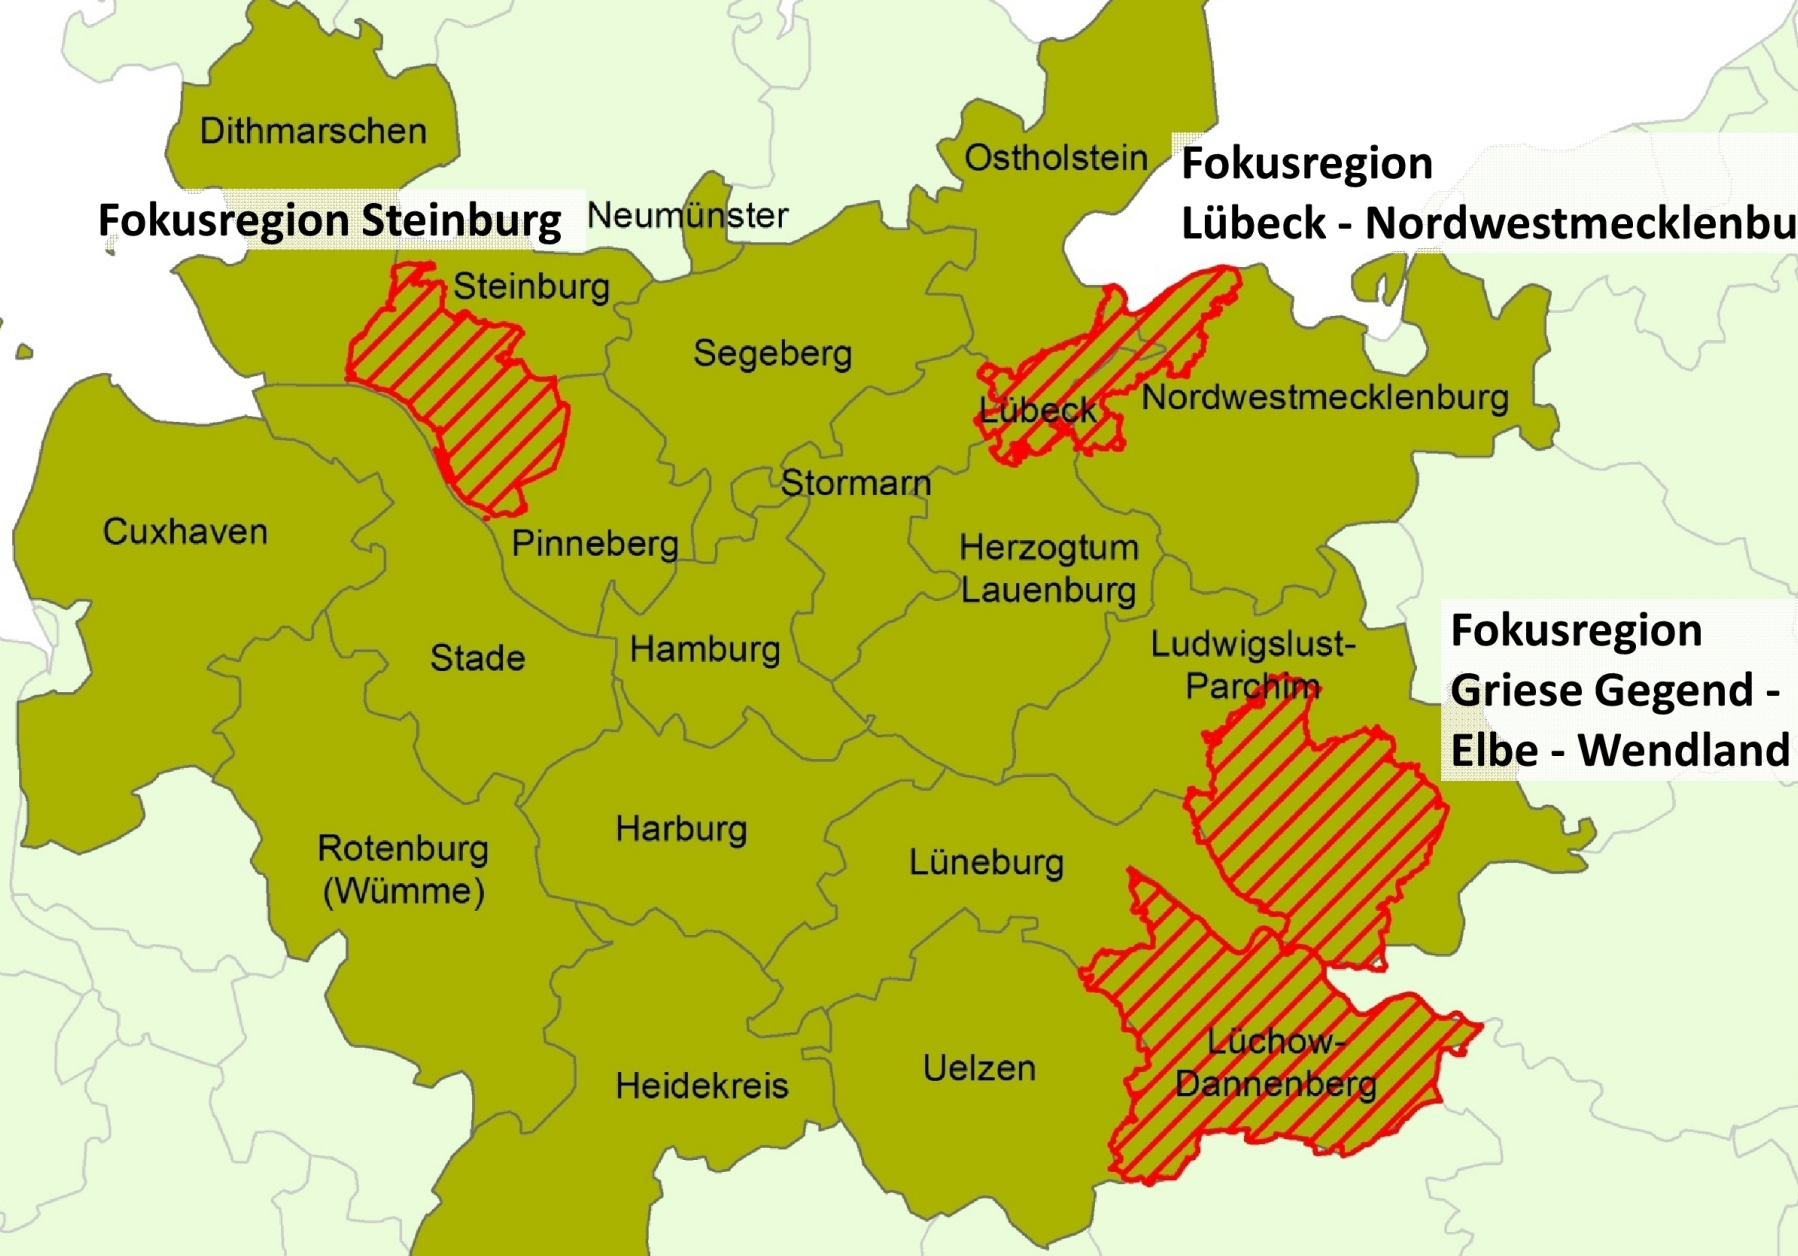 Dithmarschen
Ostholstein
Fokusregion
Lübeck - Nordwestmecklenbu
Fokusregion Steinburg
Neumünster
Steinburg
Segeberg
Lübeck
Nordwestmecklenburg
Stormarn
Cuxhaven
Pinneberg
Herzogtum
Lauenburg
Stade
Hamburg
Ludwigslust-
Parchim
Fokusregion
Griese Gegend -
Elbe - Wendland
Harburg
Rotenburg
(Wümme)
Lüneburg
Lüchow-
Dannenberg
Uelzen
Heidekreis